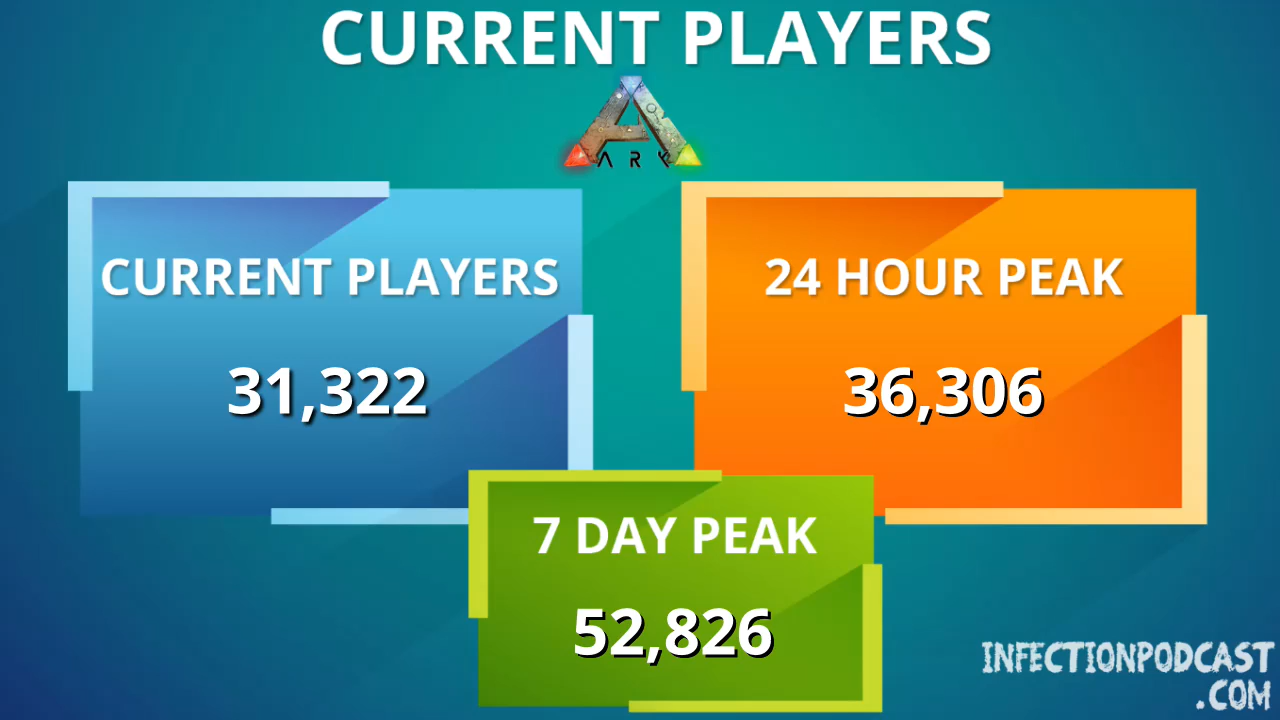 CURRENT PLAYERS
ARK
CURRENT PLAYERS
31,322
24 HOUR PEAK
36,306
7 DAY PEAK
52,826
INFECTIONPODCAST
.COM